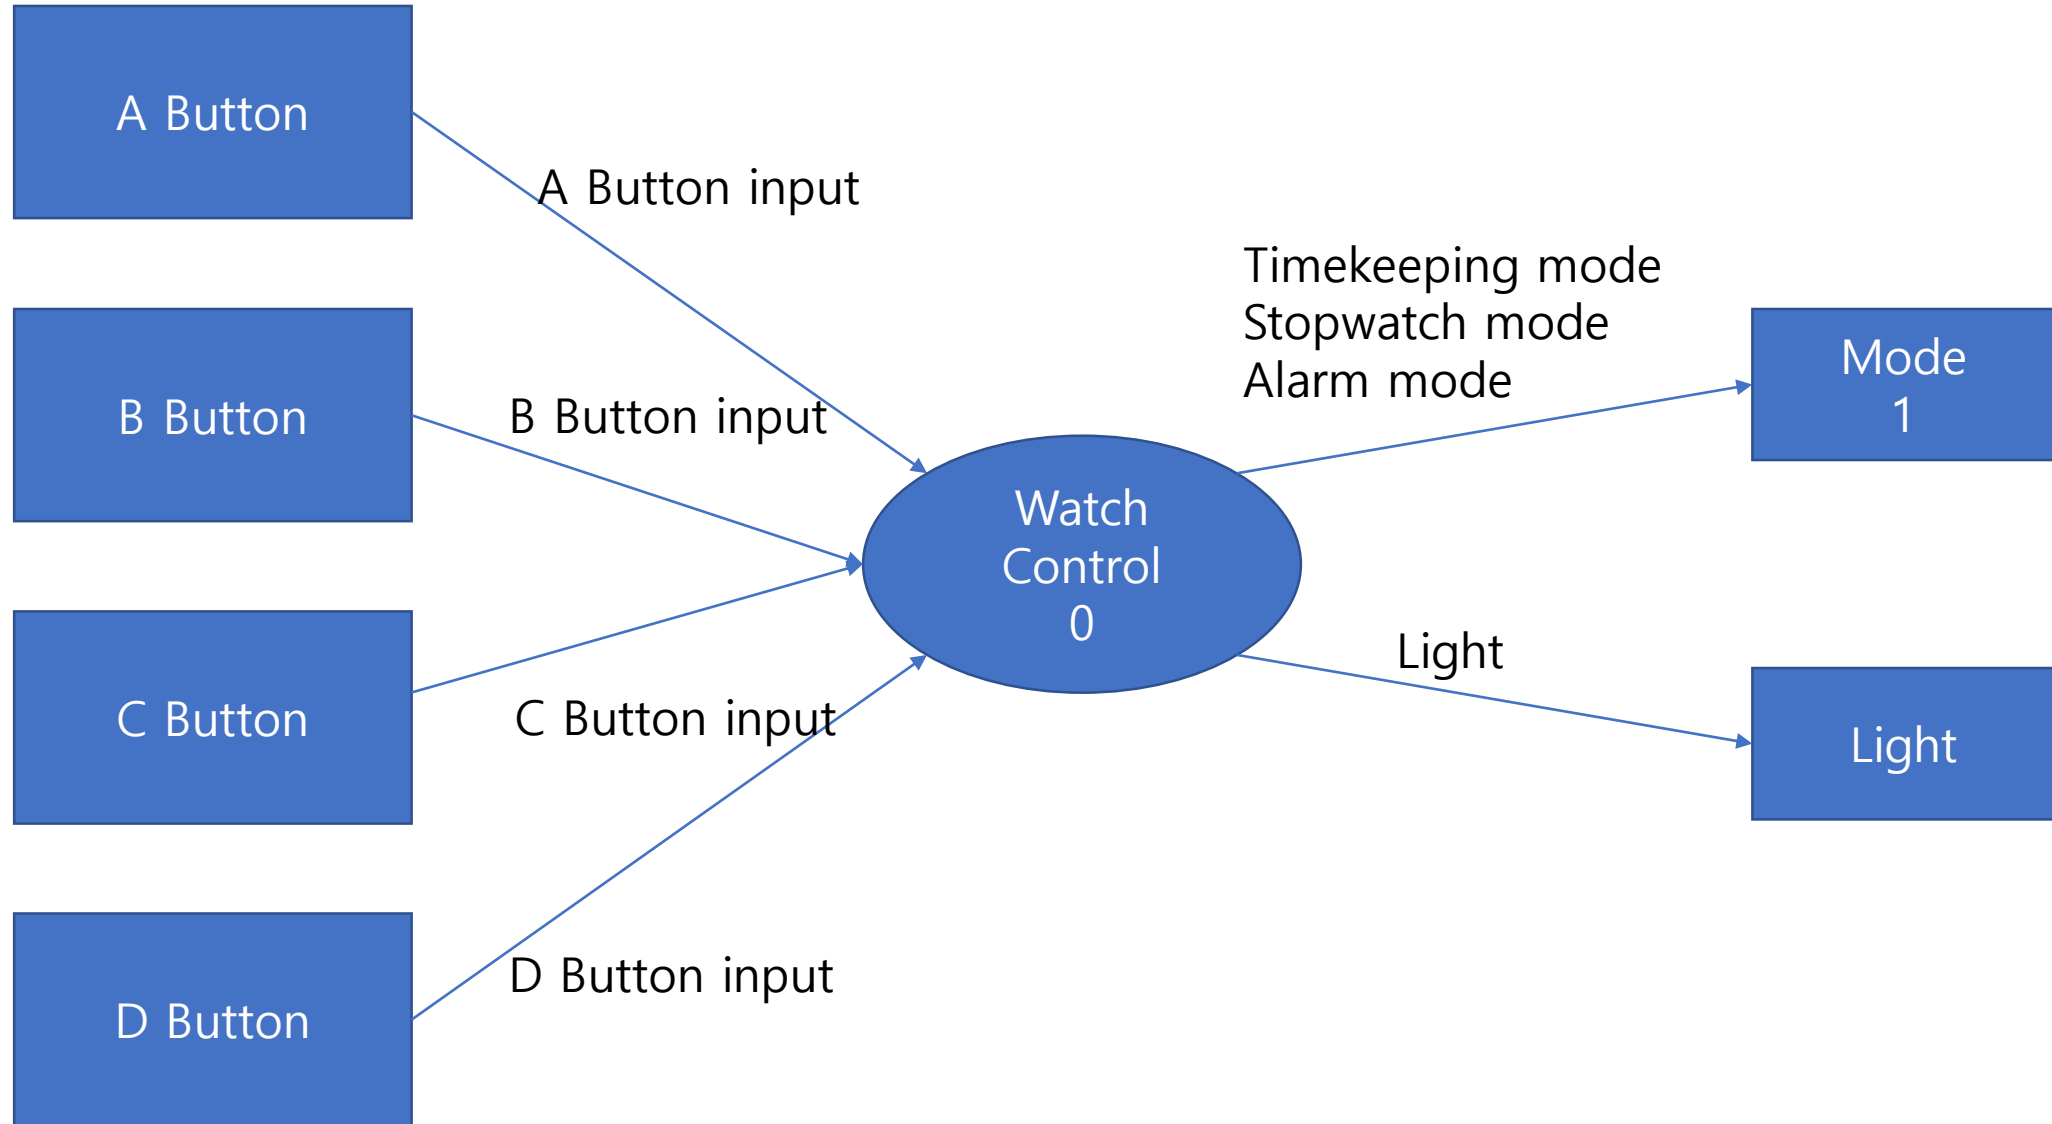 A Button
A Button input
B Button
B Button input
C Button
C Button input
D Button
D Button input
Watch
Control
0
Timekeeping mode
Stopwatch mode
Alarm mode
Mode
1
Light
Light